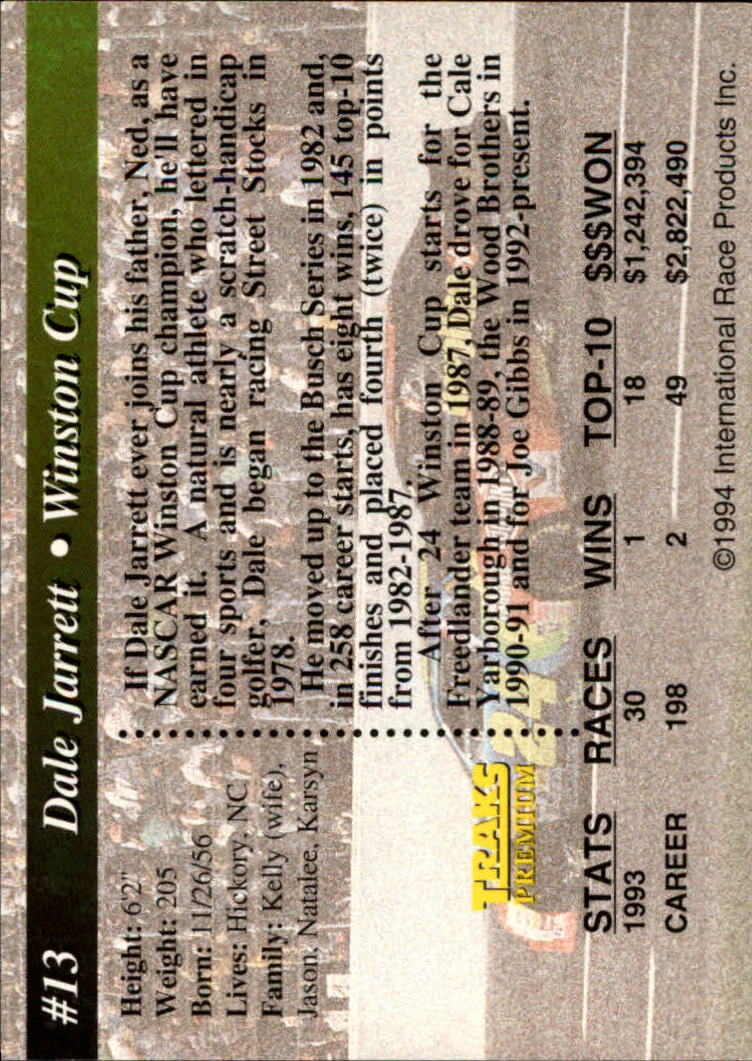 #13 Dale Jarrett • Winston Cup
Height: 6'2"
Weight: 205
Born: 11/26/56
Lives: Hickory, NC
Family: Kelly (wife),
Jason, Natalee, Karsyn
If Dale Jarrett ever joins his father, Ned, as a
NASCAR Winston Cup champion, he'll have
earned it. A natural athlete who lettered in
four sports and is nearly a scratch-handicap
golfer, Dale began racing Street Stocks in
1978.
He moved up to the Busch Series in 1982 and,
in 258 career starts, has eight wins, 145 top-10
finishes and placed fourth (twice) in points
from 1982-1987.
After 24 Winston Cup starts for the
Freedlander team in 1987, Dale drove for Cale
Yarborough in 1988-89, the Wood Brothers in
1990-91 and for Joe Gibbs in 1992-present.
TRAKS
PREMIUM
24
STATS RACES WINS TOP-10 $$$WON
1993 30 1 18 $1,242,394
CAREER 198 2 49 $2,822,490
©1994 International Race Products Inc.